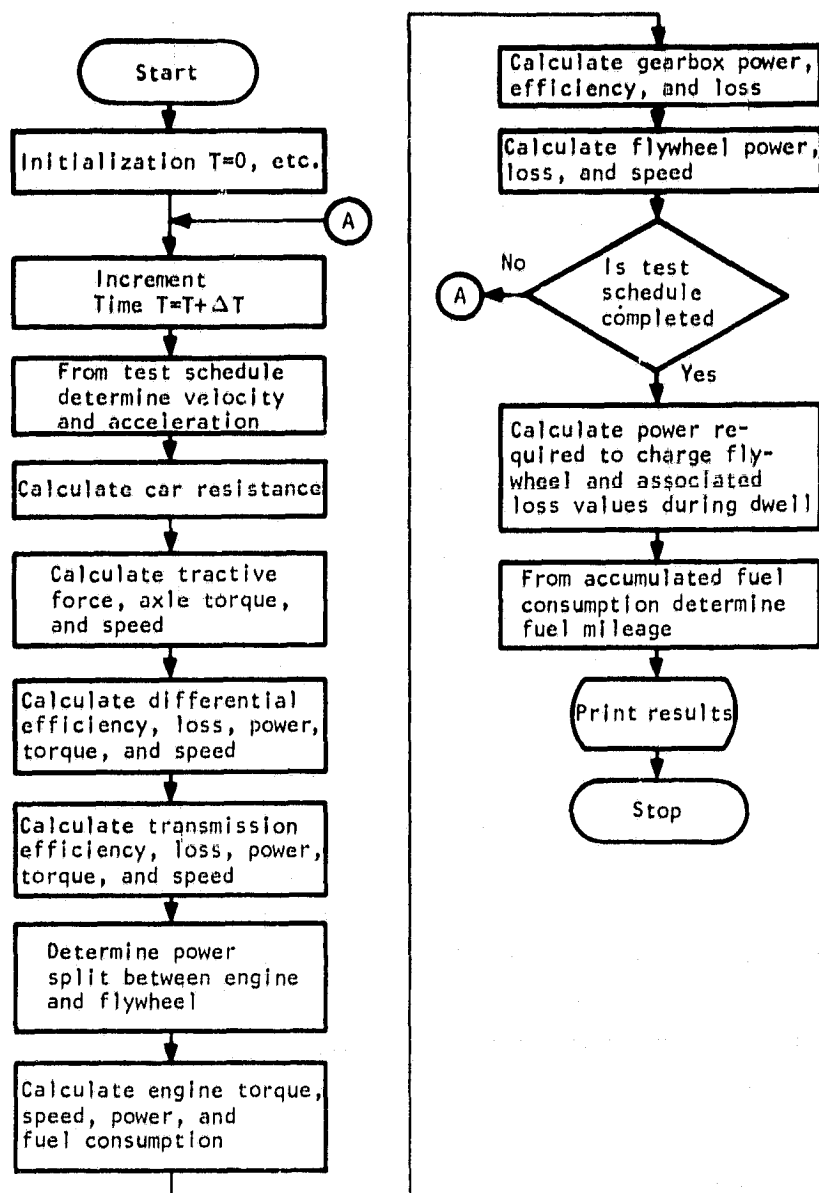 Start
Initialization T=0, etc.
A
Increment
Time T=T+ΔT
From test schedule
determine velocity
and acceleration
Calculate car resistance
Calculate tractive
force, axle torque,
and speed
Calculate differential
efficiency, loss, power,
torque, and speed
Calculate transmission
efficiency, loss, power,
torque, and speed
Determine power
split between engine
and flywheel
Calculate engine torque,
speed, power, and
fuel consumption
Calculate gearbox power,
efficiency, and loss
Calculate flywheel power,
loss, and speed
Is test
schedule
completed
No
A
Yes
Calculate power re-
quired to charge fly-
wheel and associated
loss values during dwell
From accumulated fuel
consumption determine
fuel mileage
Print results
Stop